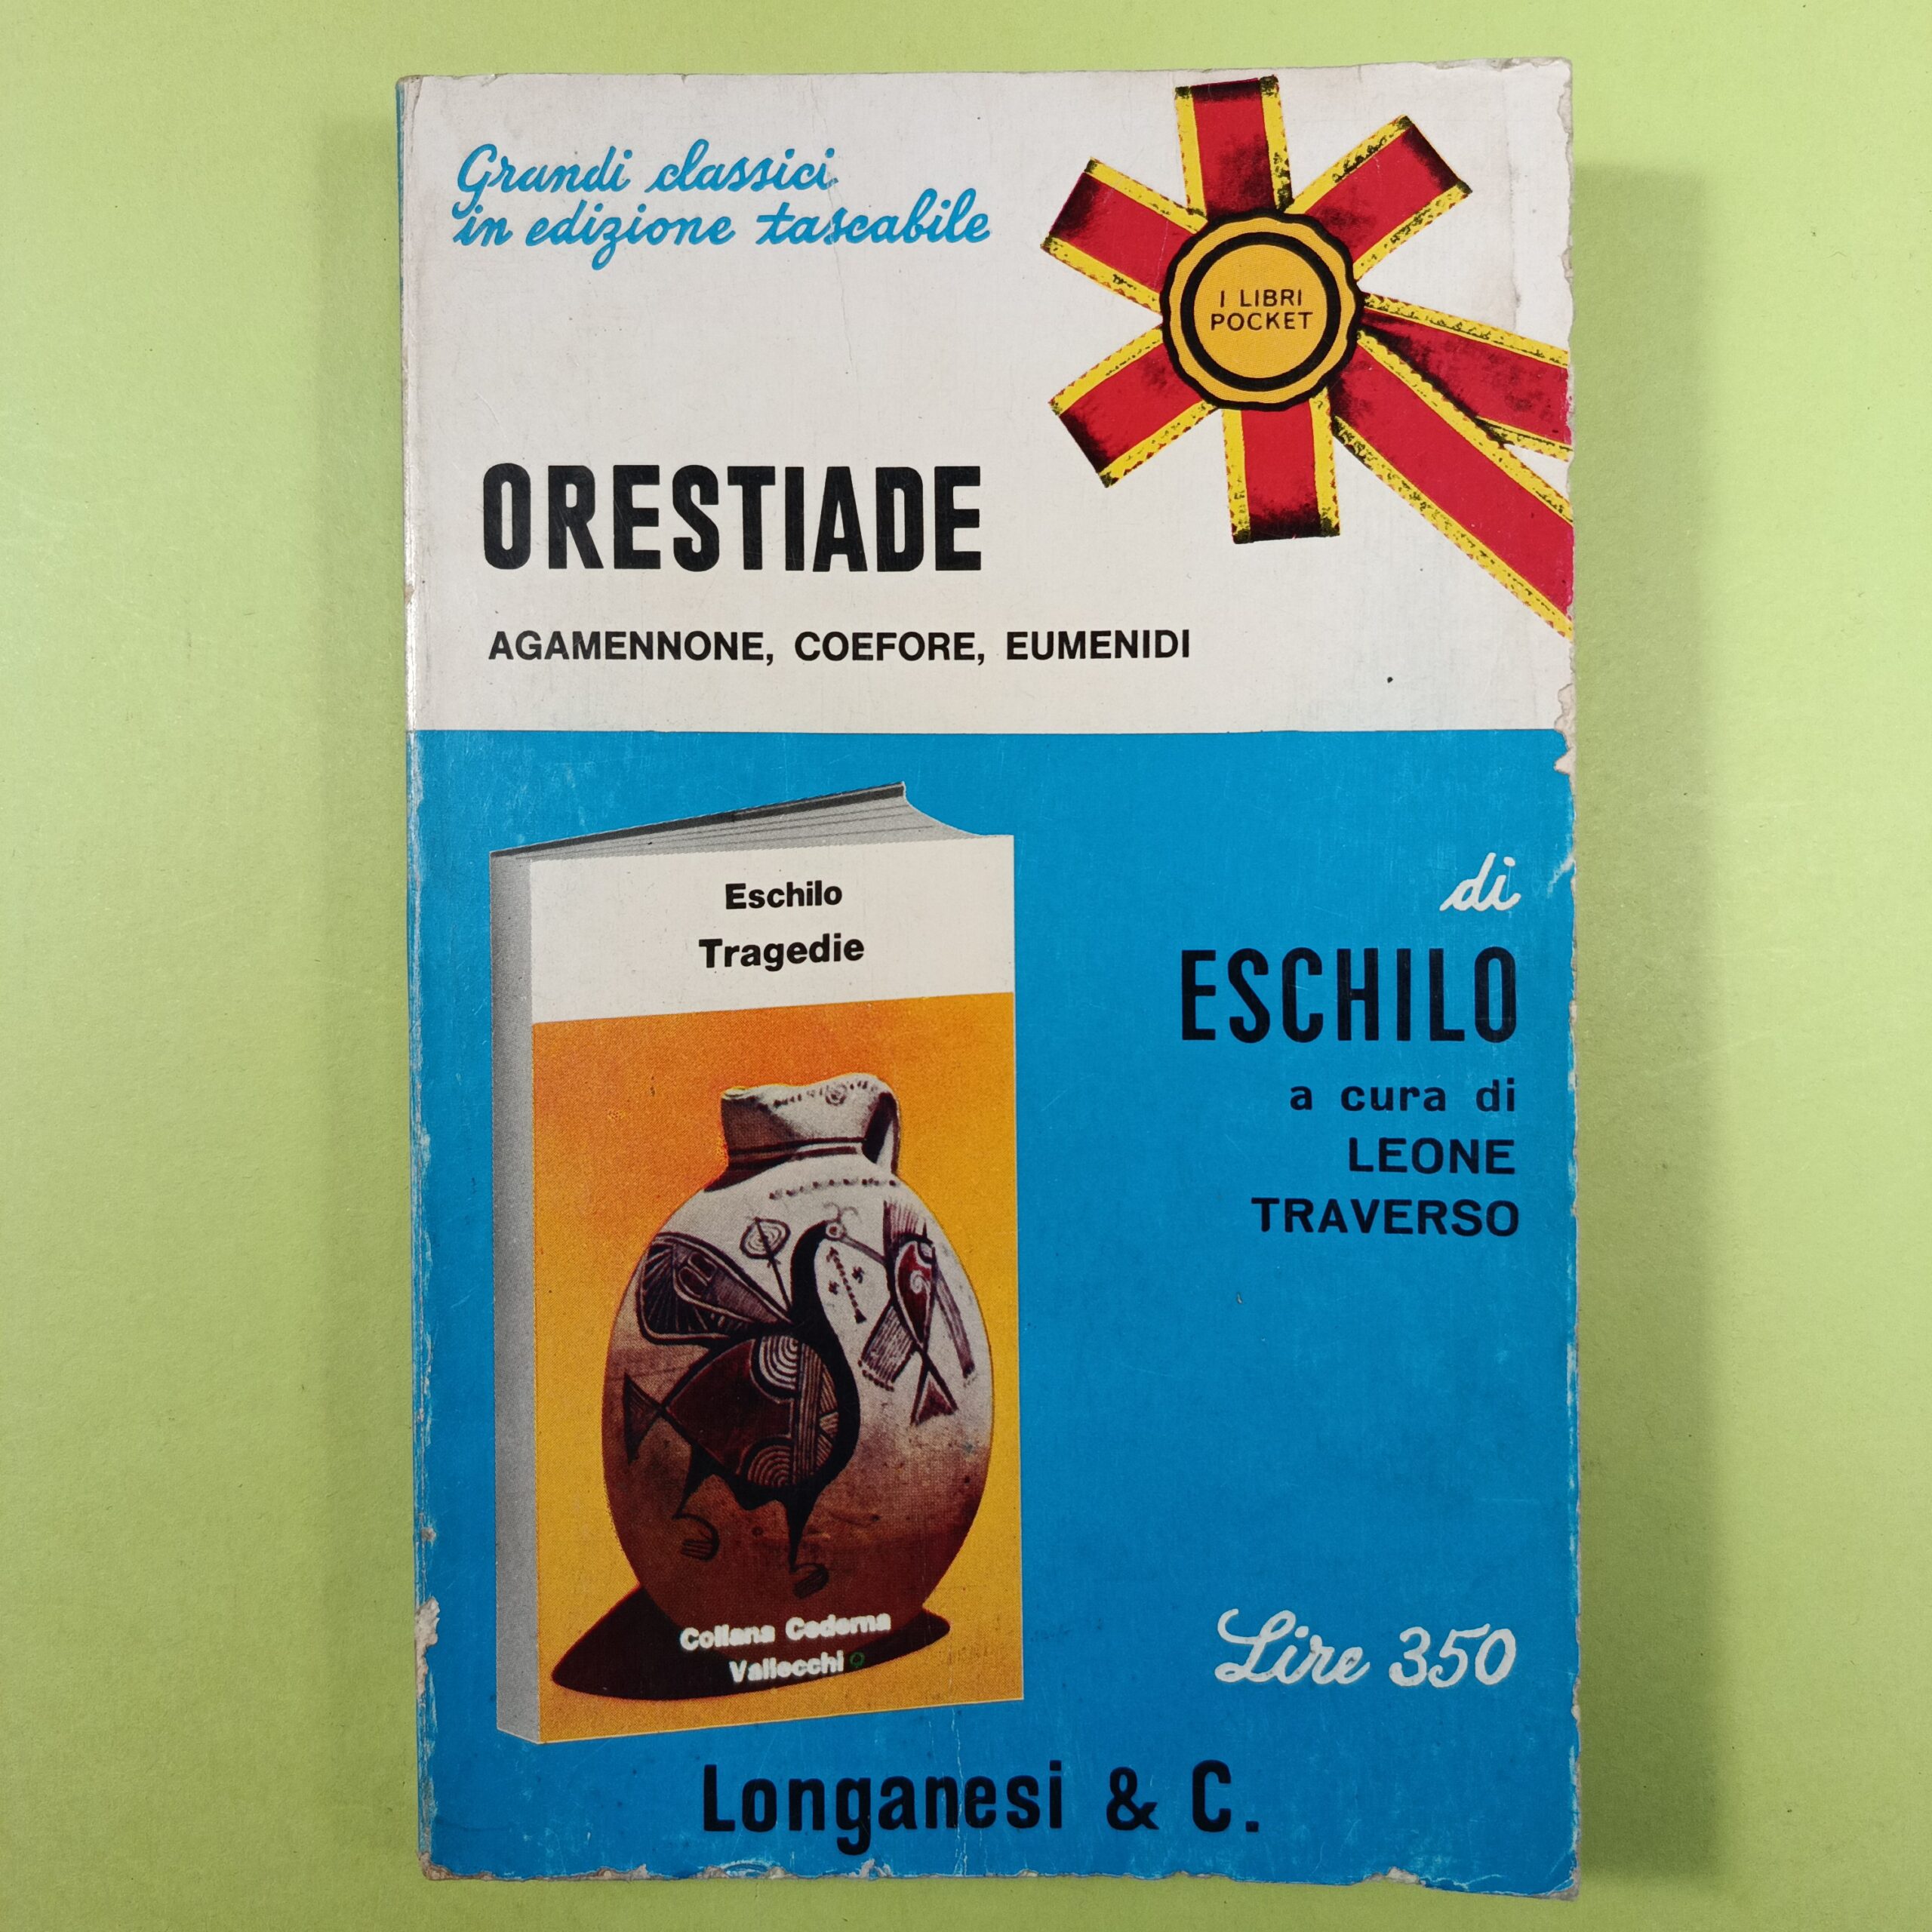 Grandi classici
in edizione tascabile
I LIBRI
POCKET
ORESTIADE
AGAMENNONE, COEFORE, EUMENIDI
Eschilo
Tragedie
Collana Cederna
Vallecchi
di
ESCHILO
a cura di
LEONE
TRAVERSO
Lire 350
Longanesi & C.